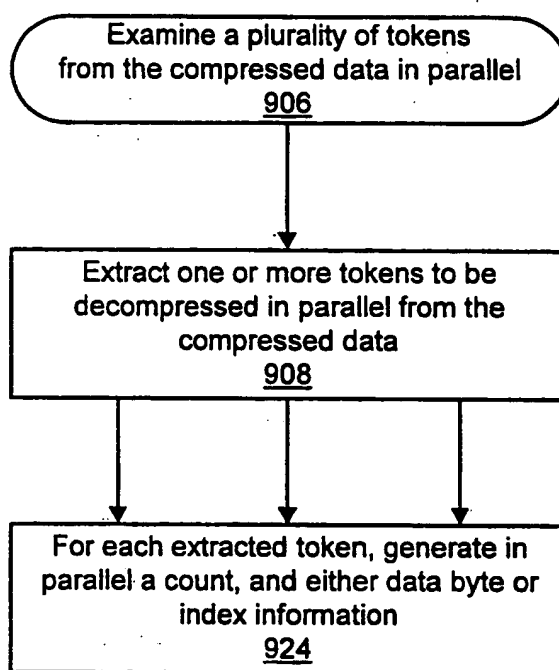 Examine a plurality of tokens
from the compressed data in parallel
906
Extract one or more tokens to be
decompressed in parallel from the
compressed data
908
For each extracted token, generate in
parallel a count, and either data byte or
index information
924